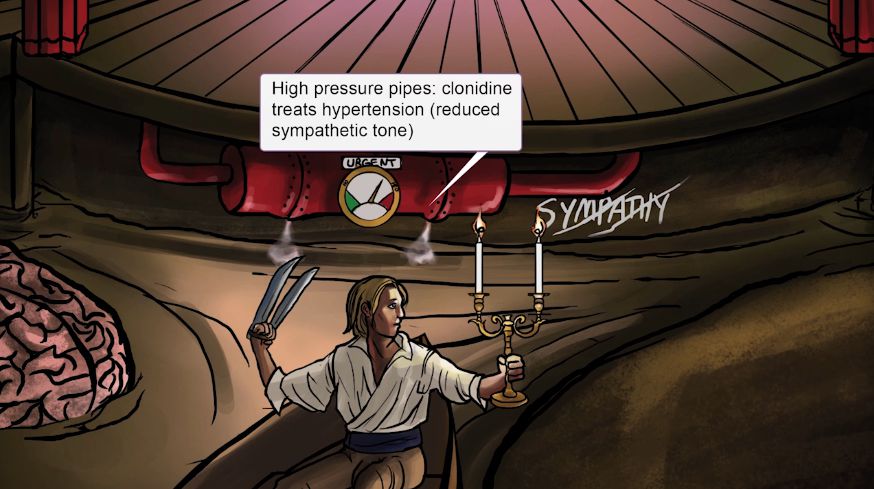 High pressure pipes: clonidine
treats hypertension (reduced
sympathetic tone)
URGENT
SYMPATHY